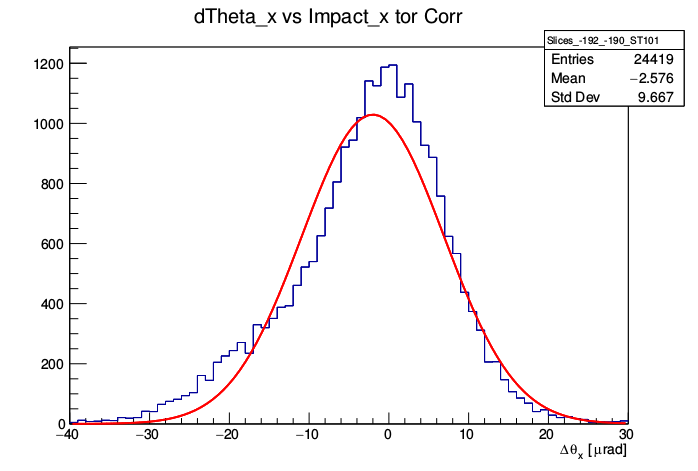 dTheta_x vs Impact_x tor Corr
Slices_-192_-190_ST101
Entries 24419
Mean −2.576
Std Dev 9.667
1200
1000
800
600
400
200
0
−40 −30 −20 −10 0 10 20 30
Δθx [μrad]